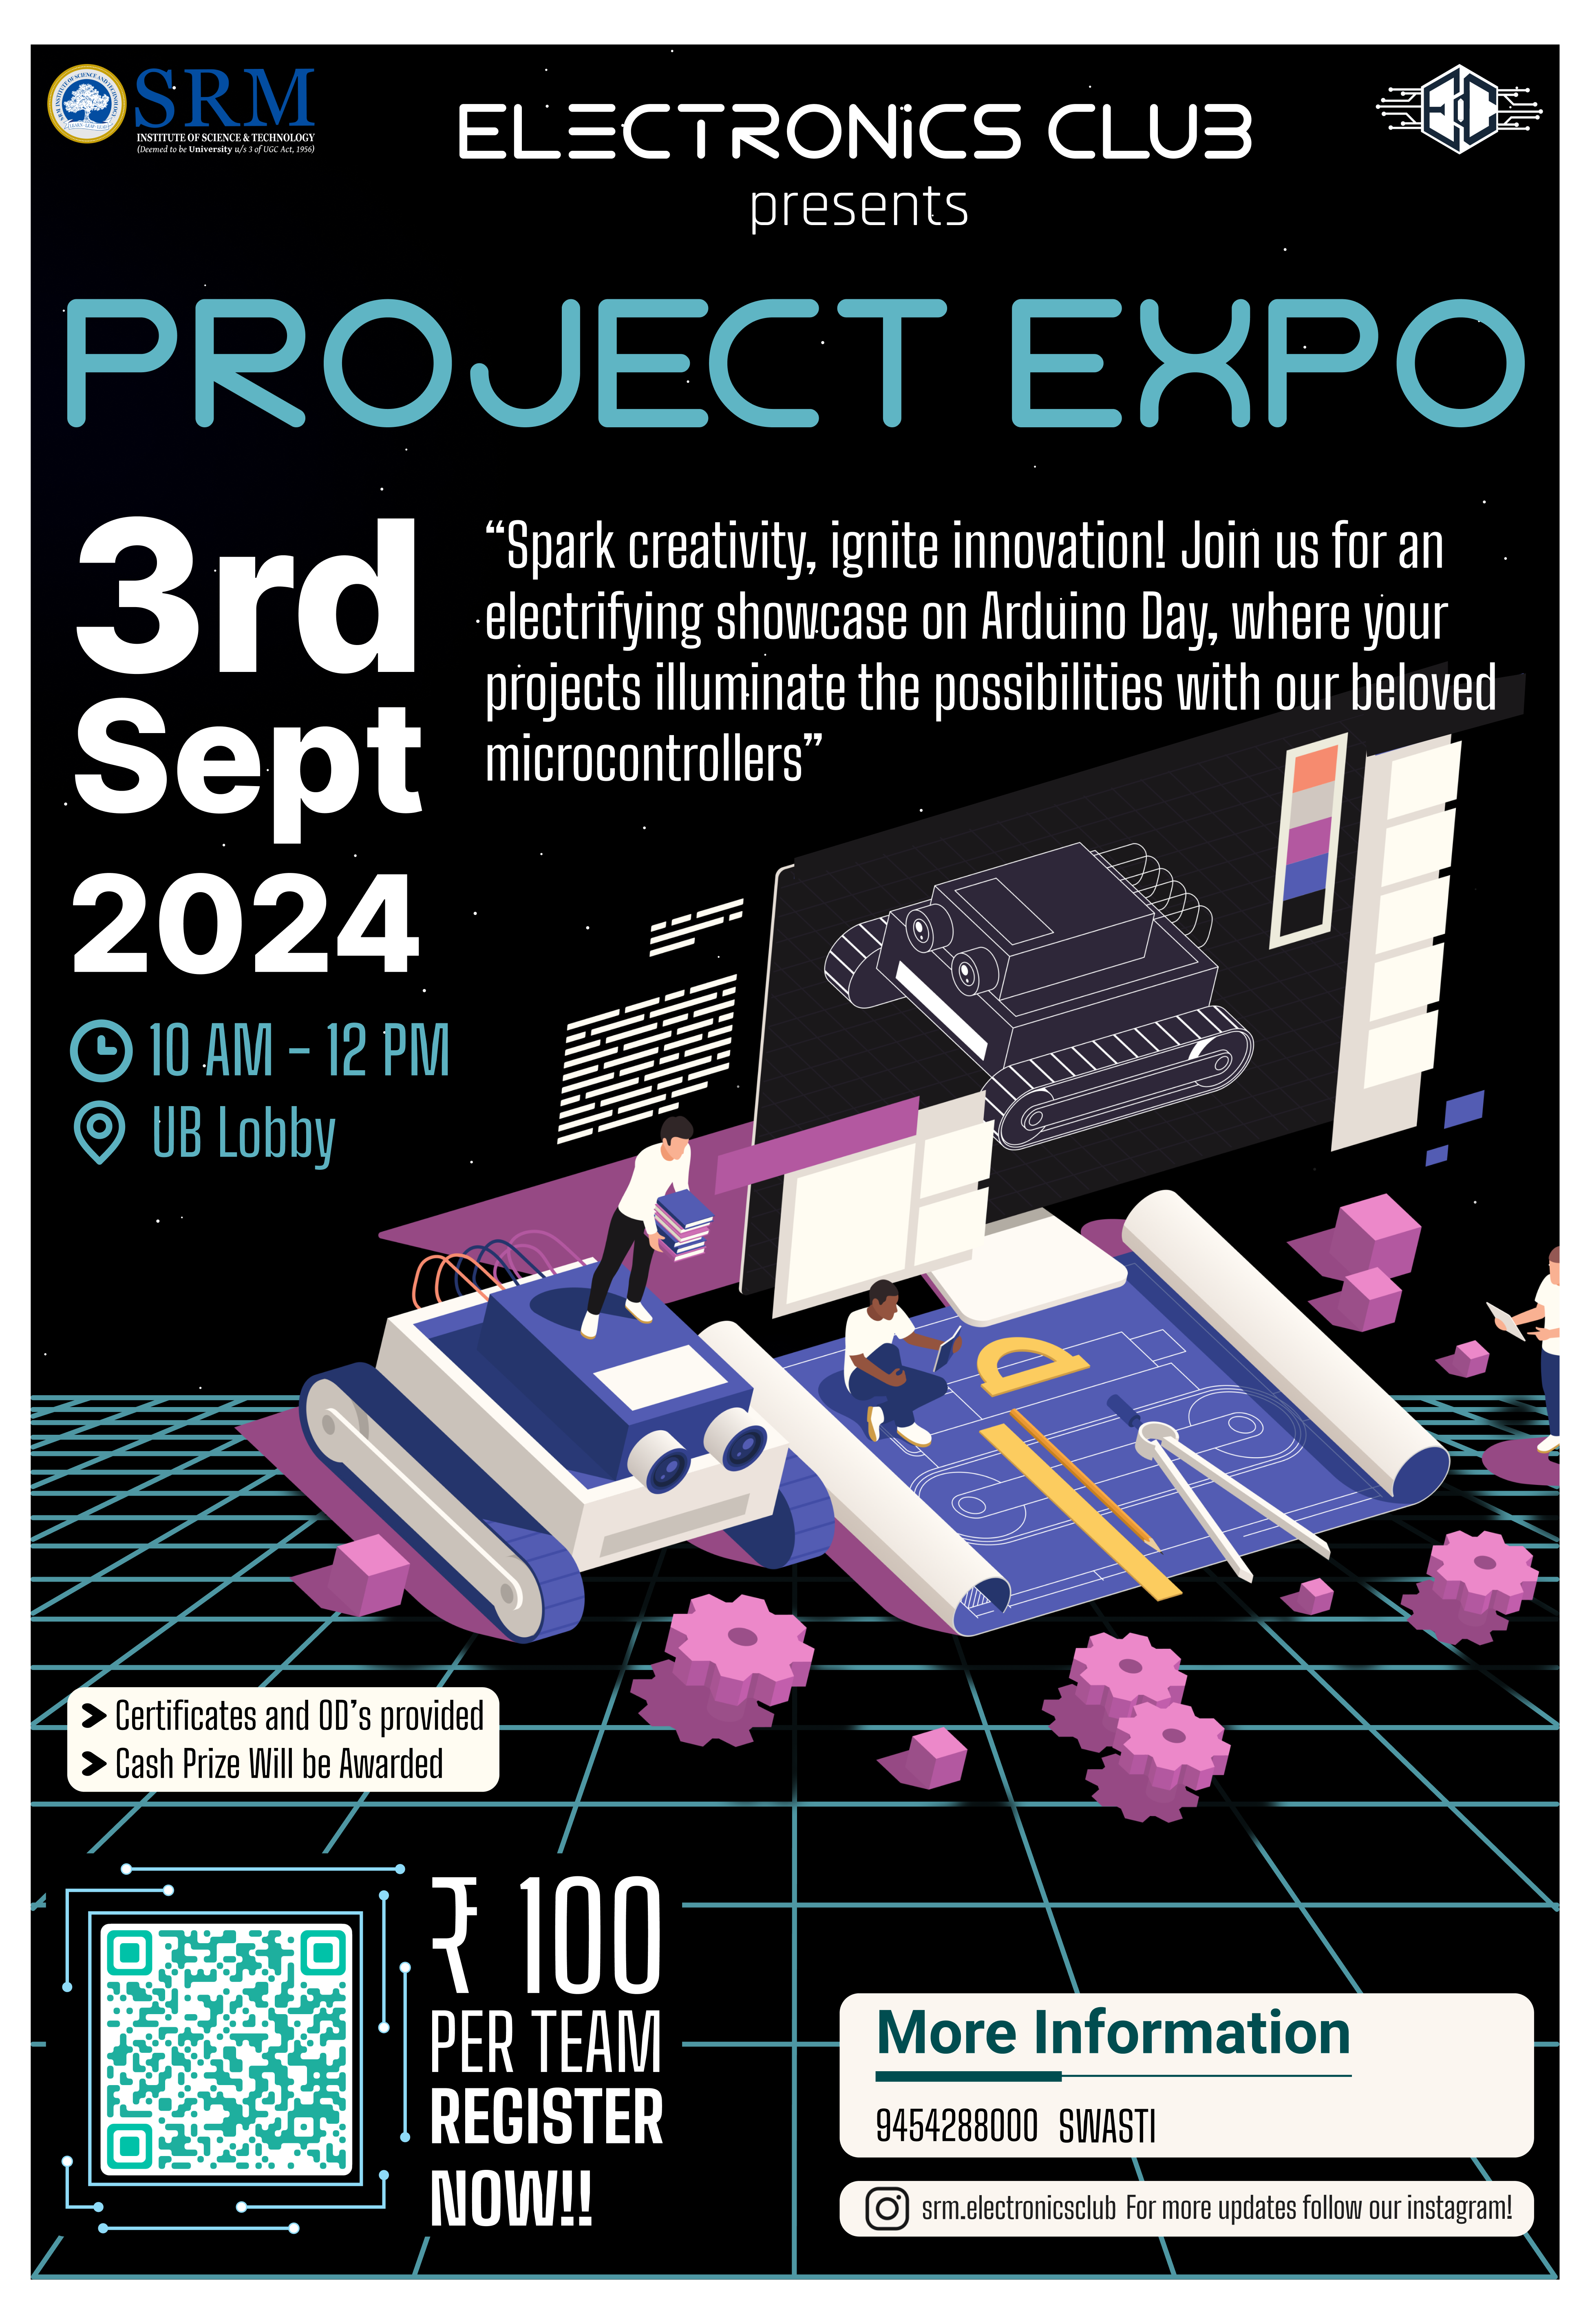 SRM
INSTITUTE OF SCIENCE & TECHNOLOGY
(Deemed to be University u/s 3 of UGC Act, 1956)
ELECTRONiCS CLUB
presents
PROJECT EXPO
3rd
Sept
2024
“Spark creativity, ignite innovation! Join us for an
electrifying showcase on Arduino Day, where your
projects illuminate the possibilities with our beloved
microcontrollers”
10 AM - 12 PM
UB Lobby
Certificates and OD's provided
Cash Prize Will be Awarded
₹ 100
PER TEAM
REGISTER
NOW!!
More Information
9454288000 SWASTI
srm.electronicsclub For more updates follow our instagram!